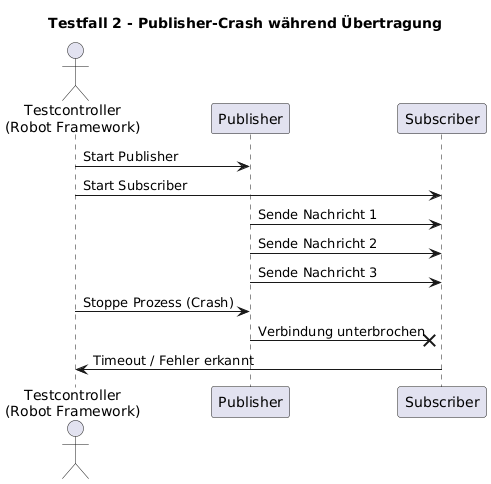 Testfall 2 - Publisher-Crash während Übertragung
Testcontroller
(Robot Framework)
Publisher
Subscriber
Start Publisher
Start Subscriber
Sende Nachricht 1
Sende Nachricht 2
Sende Nachricht 3
Stoppe Prozess (Crash)
Verbindung unterbrochen
Timeout / Fehler erkannt
Testcontroller
(Robot Framework)
Publisher
Subscriber